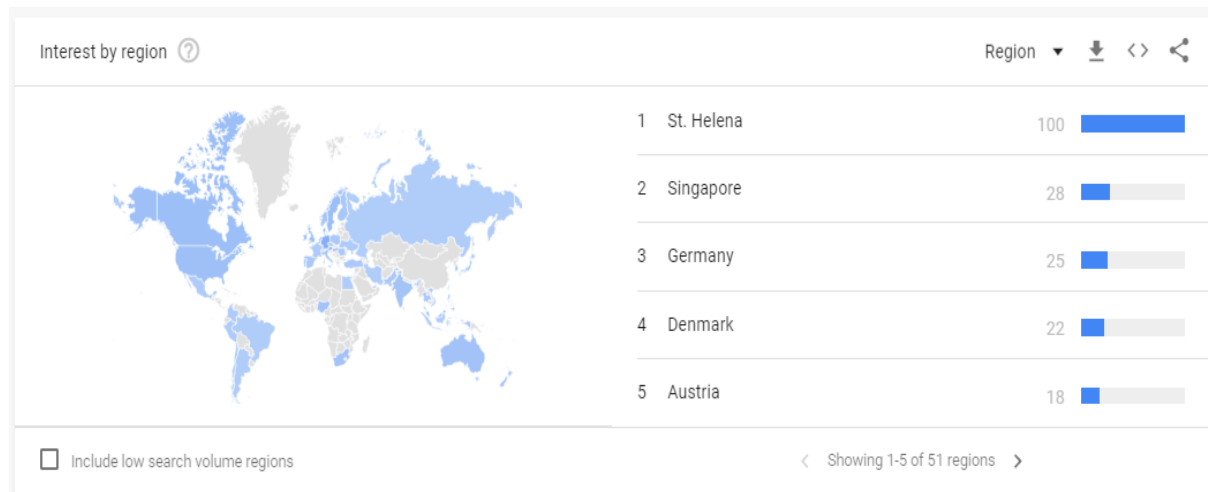 Interest by region
Region
1 St. Helena 100
2 Singapore 28
3 Germany 25
4 Denmark 22
5 Austria 18
Include low search volume regions
Showing 1-5 of 51 regions